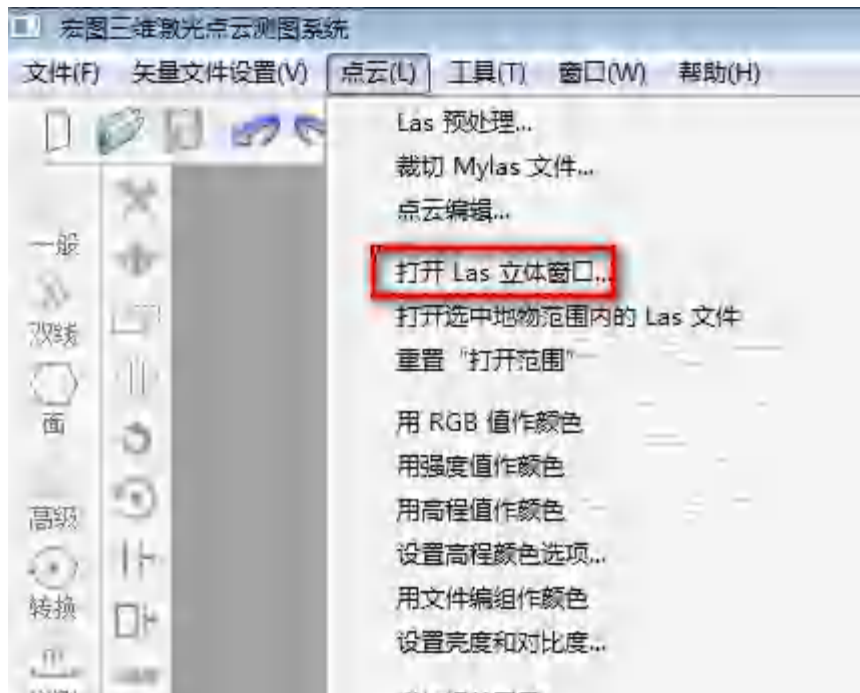 宏图三维激光点云测图系统
文件(F) 矢量文件设置(V) 点云(L) 工具(T) 窗口(W) 帮助(H)
Las 预处理...
裁切 Mylas 文件...
点云编辑...
打开 Las 立体窗口...
打开选中地物范围内的 Las 文件
重置 "打开范围"
用 RGB 值作颜色
用强度值作颜色
用高程值作颜色
设置高程颜色选项...
用文件编组作颜色
设置亮度和对比度...
一般
双线
面
高级
转换